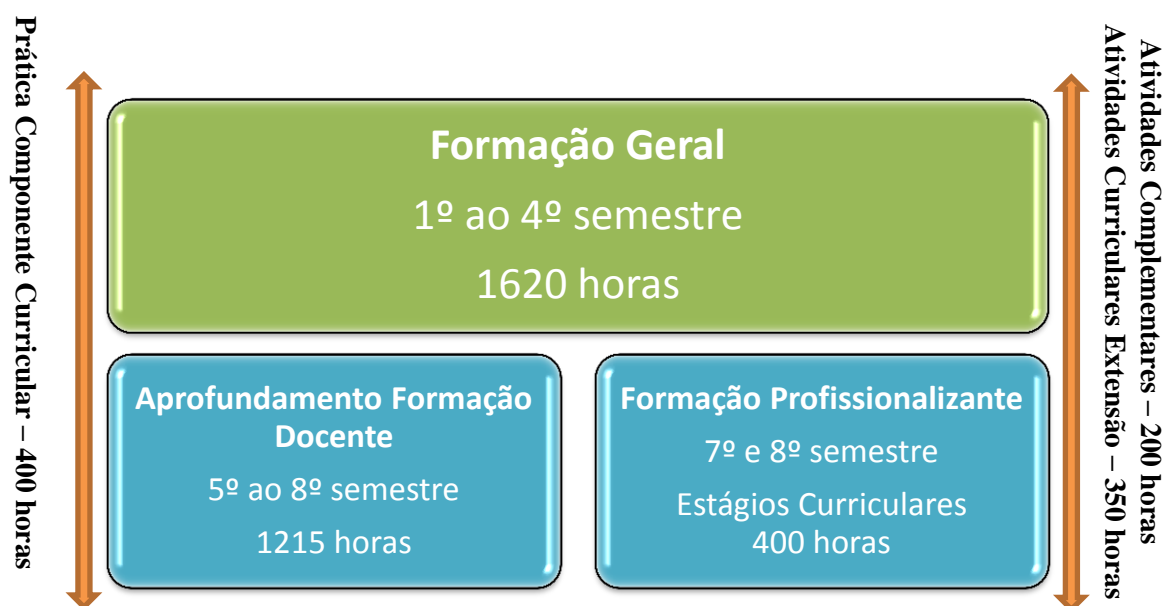 Prática Componente Curricular – 400 horas
Formação Geral
1º ao 4º semestre
1620 horas
Aprofundamento Formação
Docente
5º ao 8º semestre
1215 horas
Formação Profissionalizante
7º e 8º semestre
Estágios Curriculares
400 horas
Atividades Complementares – 200 horas
Atividades Curriculares Extensão – 350 horas